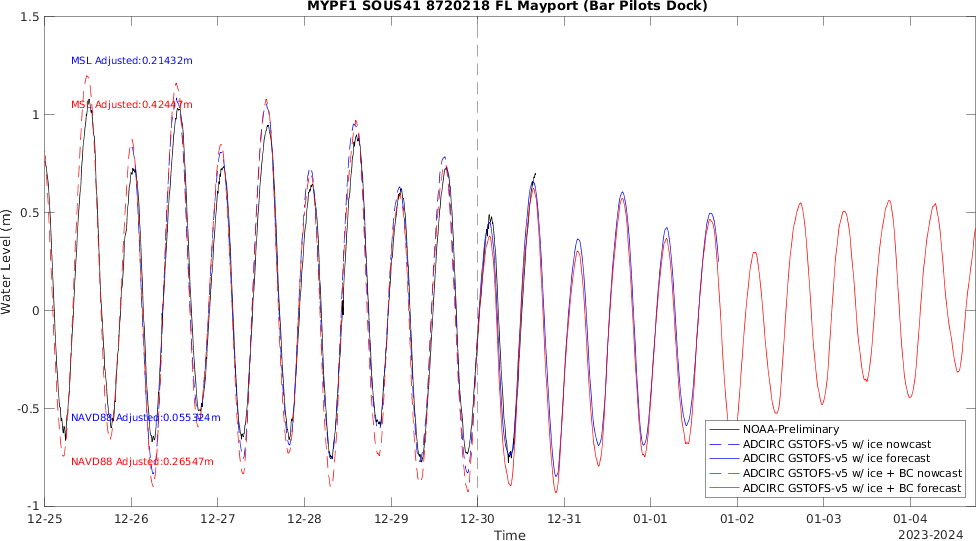 MYPF1 SOUS41 8720218 FL Mayport (Bar Pilots Dock)
1.5
1
0.5
0
-0.5
-1
Water Level (m)
MSL Adjusted:0.21432m
MSL Adjusted:0.42447m
NAVD88 Adjusted:0.055324m
NAVD88 Adjusted:0.26547m
NOAA-Preliminary
ADCIRC GSTOFS-v5 w/ ice nowcast
ADCIRC GSTOFS-v5 w/ ice forecast
ADCIRC GSTOFS-v5 w/ ice + BC nowcast
ADCIRC GSTOFS-v5 w/ ice + BC forecast
12-25 12-26 12-27 12-28 12-29 12-30 12-31 01-01 01-02 01-03 01-04
Time
2023-2024